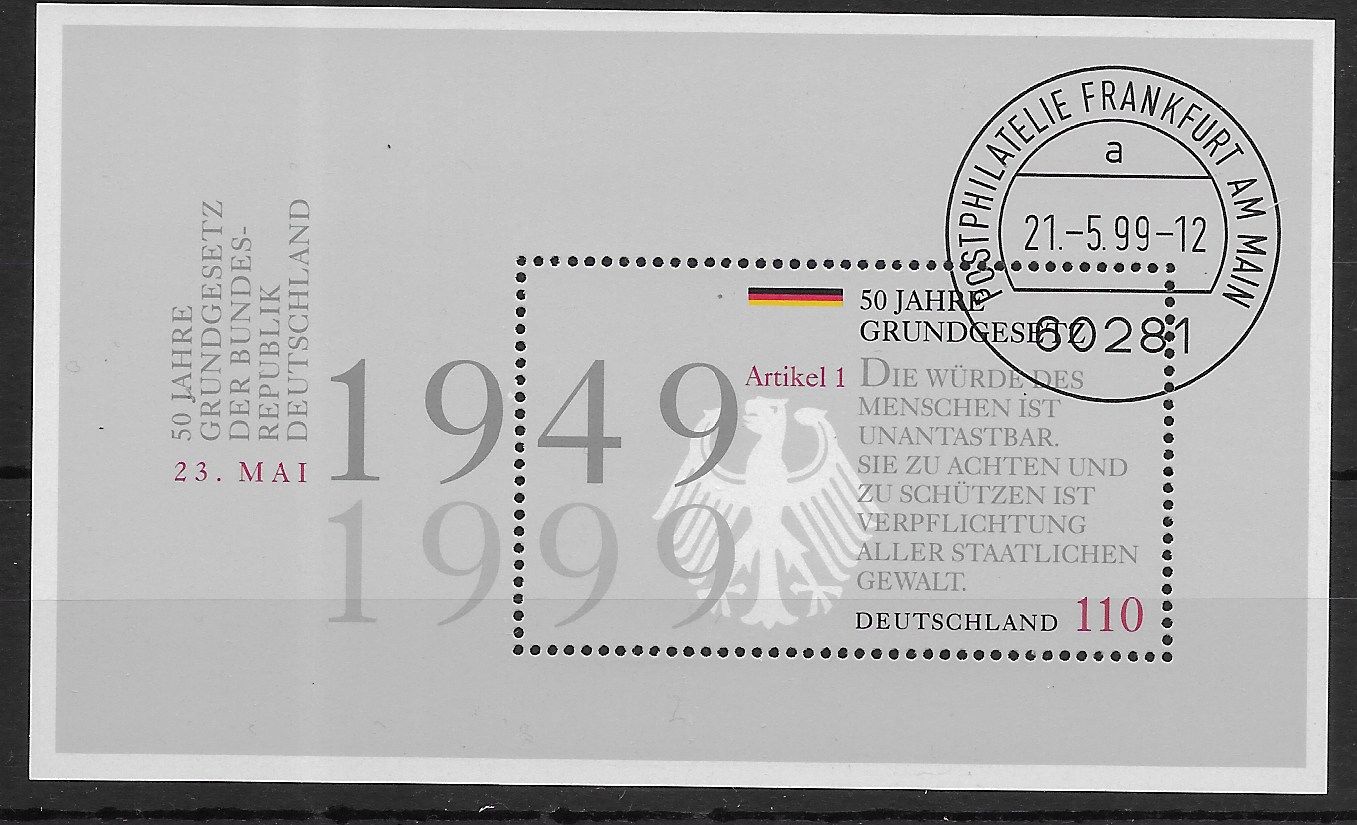 50 JAHRE
GRUNDGESETZ
DER BUNDES-
REPUBLIK
DEUTSCHLAND
23. MAI
1949
1999
50 JAHRE
GRUNDGESETZ
Artikel 1
DIE WÜRDE DES
MENSCHEN IST
UNANTASTBAR.
SIE ZU ACHTEN UND
ZU SCHÜTZEN IST
VERPFLICHTUNG
ALLER STAATLICHEN
GEWALT.
DEUTSCHLAND 110
POSTPHILATELIE FRANKFURT AM MAIN
a
21.-5.99-12
60281